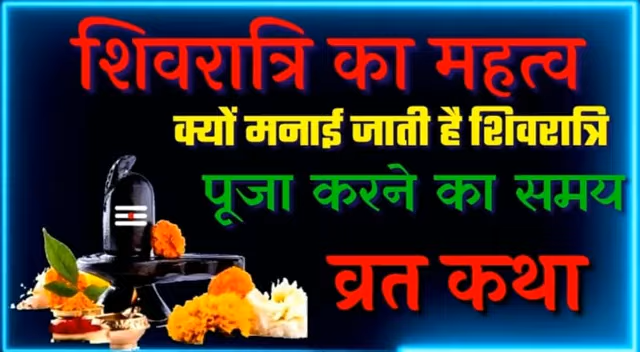 शिवरात्रि का महत्व
क्यों मनाई जाती है शिवरात्रि
पूजा करने का समय
व्रत कथा